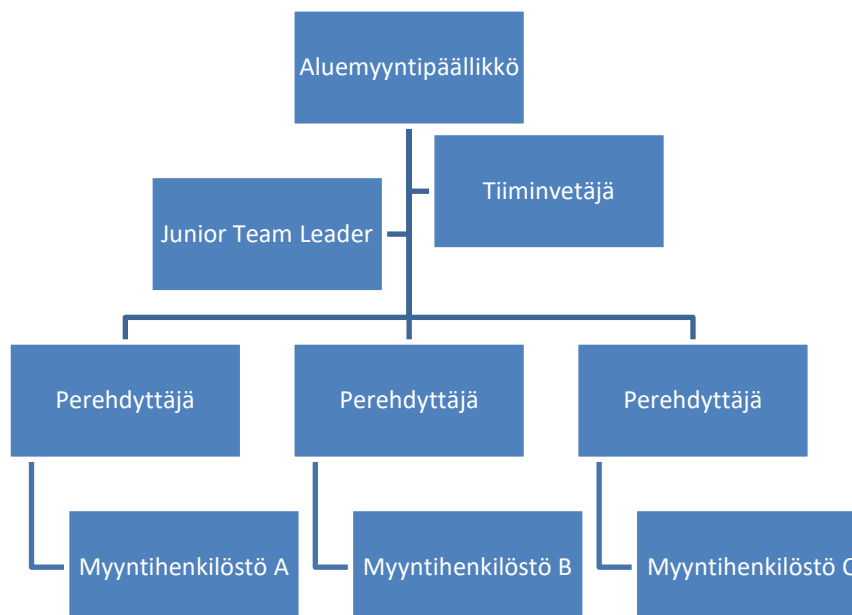 Aluemyyntipäällikkö
Tiiminvetäjä
Junior Team Leader
Perehdyttäjä
Perehdyttäjä
Perehdyttäjä
Myyntihenkilöstö A
Myyntihenkilöstö B
Myyntihenkilöstö C